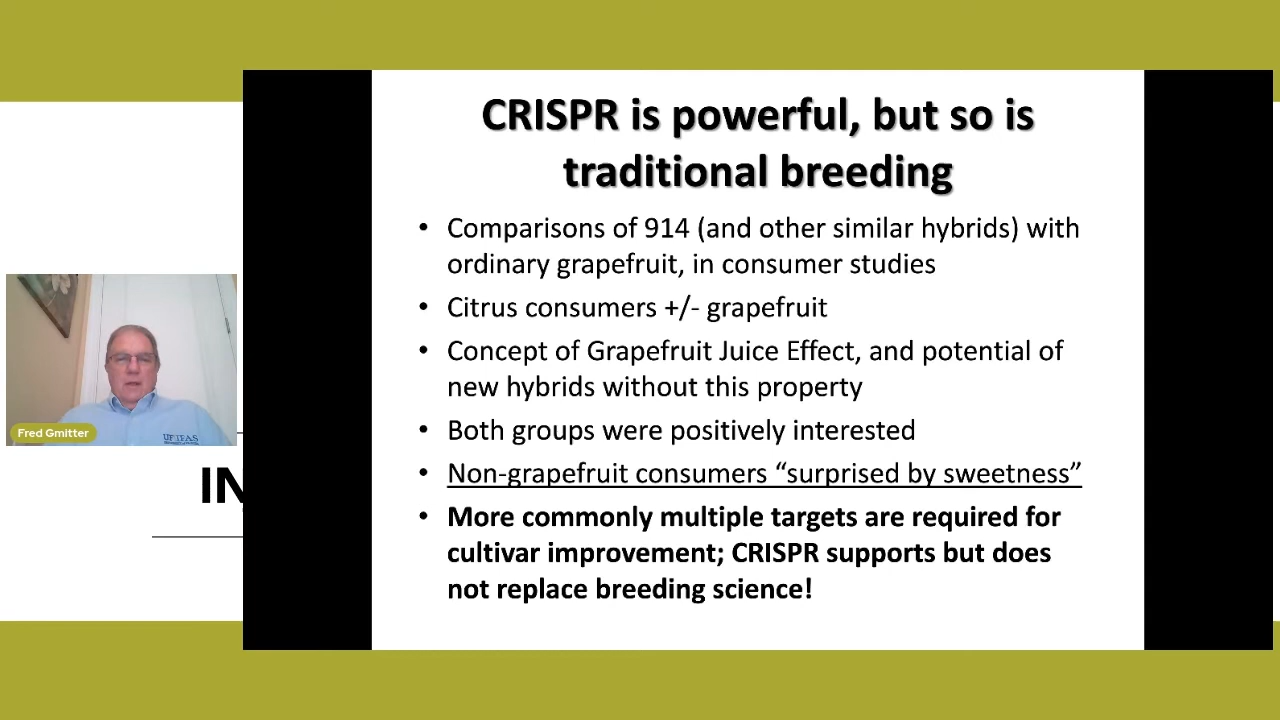 CRISPR is powerful, but so is
traditional breeding
• Comparisons of 914 (and other similar hybrids) with
ordinary grapefruit, in consumer studies
• Citrus consumers +/- grapefruit
• Concept of Grapefruit Juice Effect, and potential of
new hybrids without this property
• Both groups were positively interested
• Non-grapefruit consumers “surprised by sweetness”
• More commonly multiple targets are required for
cultivar improvement; CRISPR supports but does
not replace breeding science!
Fred Gmitter
UF IFAS
IN